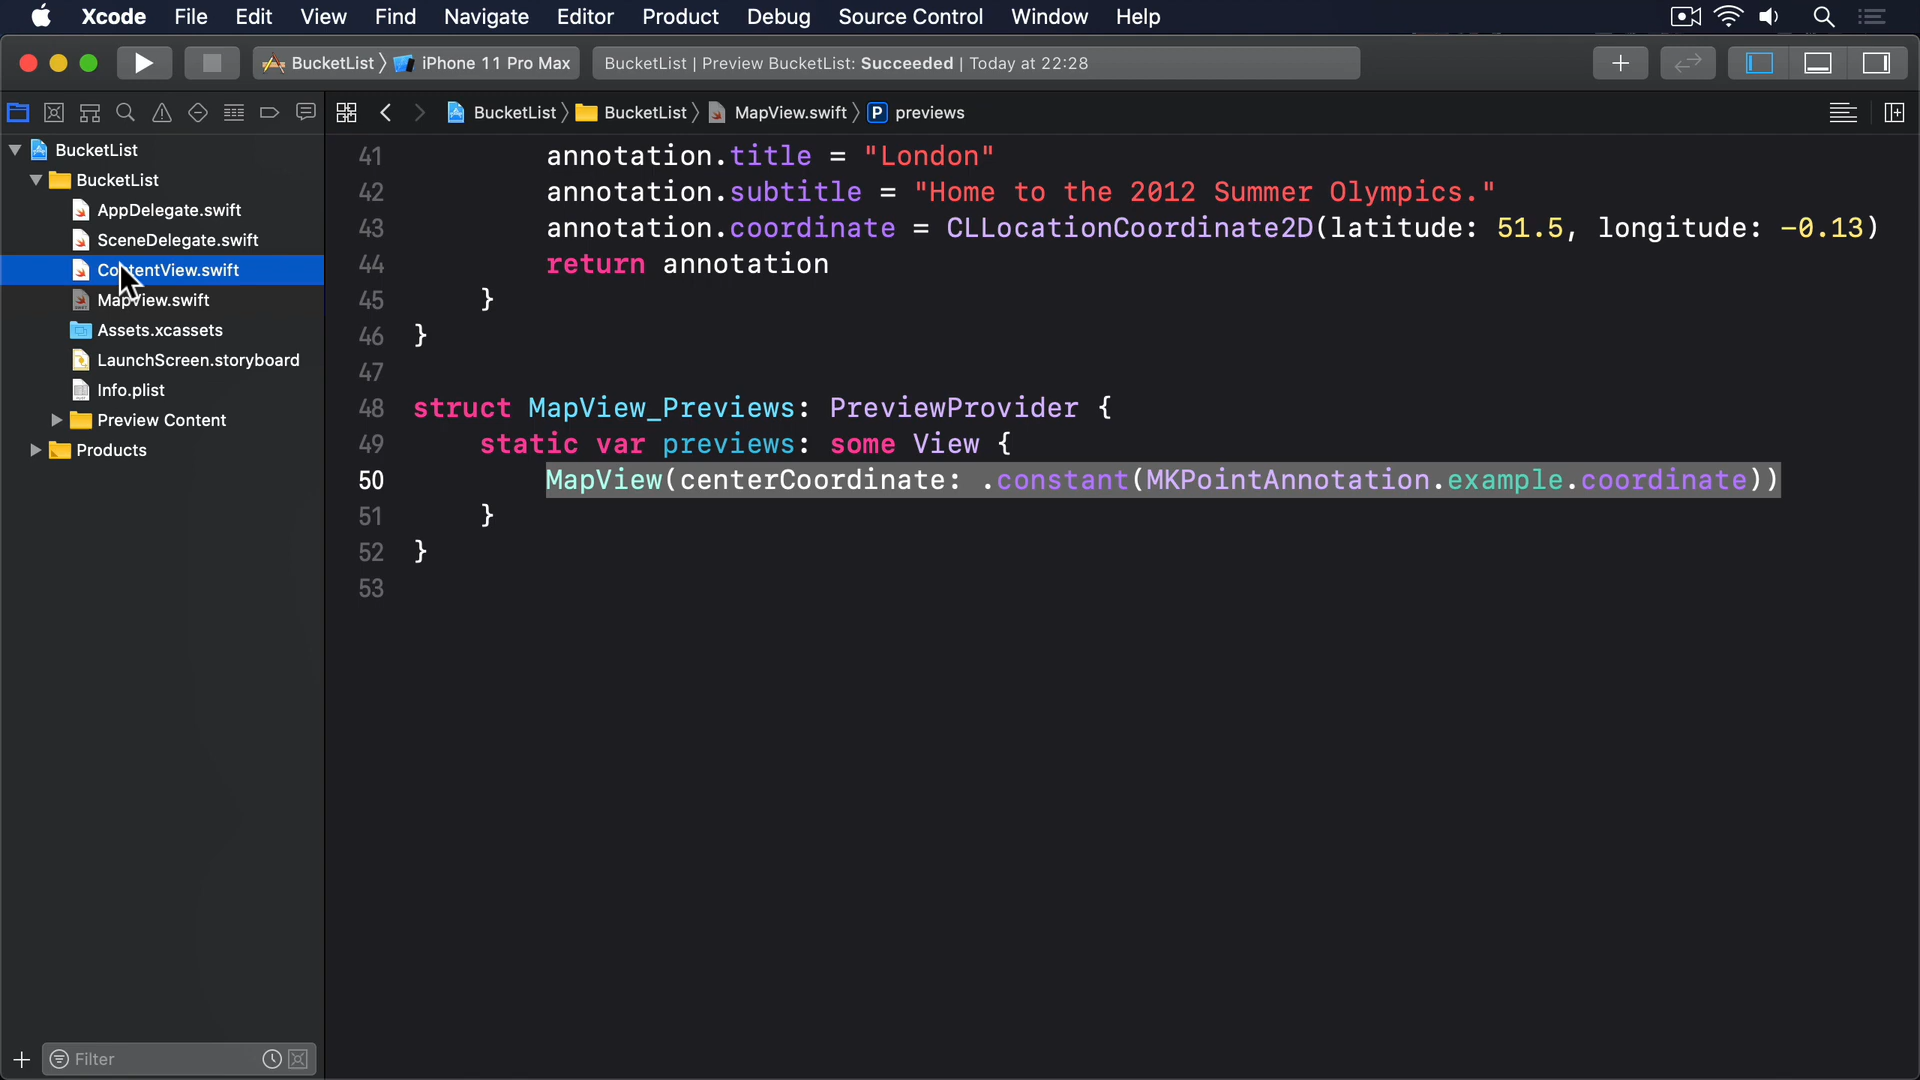 Xcode File Edit View Find Navigate Editor Product Debug Source Control Window Help
BucketList 〉 iPhone 11 Pro Max
BucketList | Preview BucketList: Succeeded | Today at 22:28
BucketList 〉 BucketList 〉 MapView.swift 〉 P previews
BucketList
BucketList
AppDelegate.swift
SceneDelegate.swift
ContentView.swift
MapView.swift
Assets.xcassets
LaunchScreen.storyboard
Info.plist
Preview Content
Products
Filter
41 annotation.title = "London"
42 annotation.subtitle = "Home to the 2012 Summer Olympics."
43 annotation.coordinate = CLLocationCoordinate2D(latitude: 51.5, longitude: -0.13)
44 return annotation
45 }
46 }
47
48 struct MapView_Previews: PreviewProvider {
49 static var previews: some View {
50 MapView(centerCoordinate: .constant(MKPointAnnotation.example.coordinate))
51 }
52 }
53